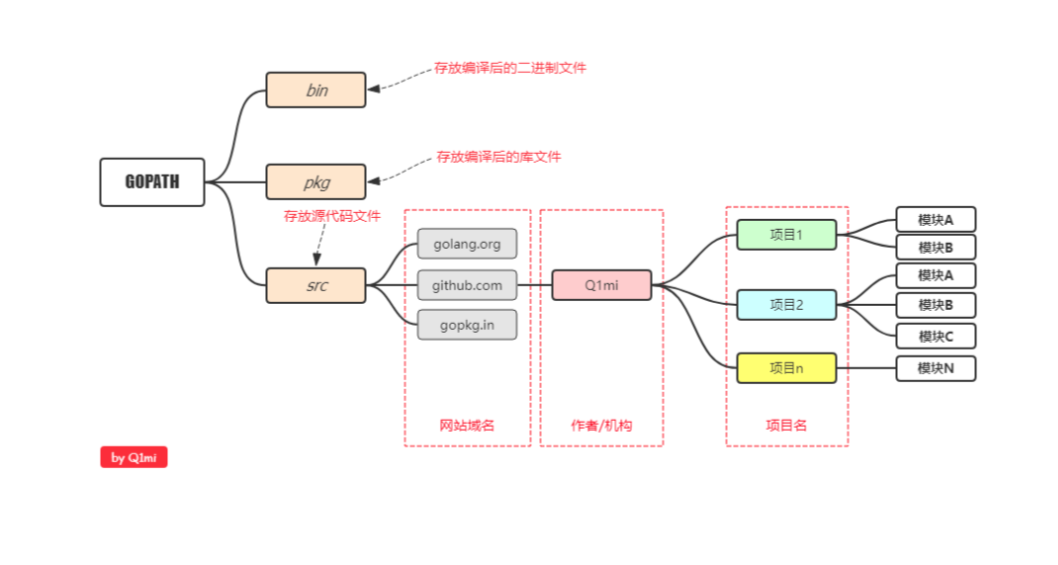 存放编译后的二进制文件
bin
存放编译后的库文件
GOPATH
pkg
存放源代码文件
src
golang.org
github.com
gopkg.in
网站域名
Q1mi
作者/机构
项目1
项目2
项目n
项目名
模块A
模块B
模块A
模块B
模块C
模块N
by Q1mi